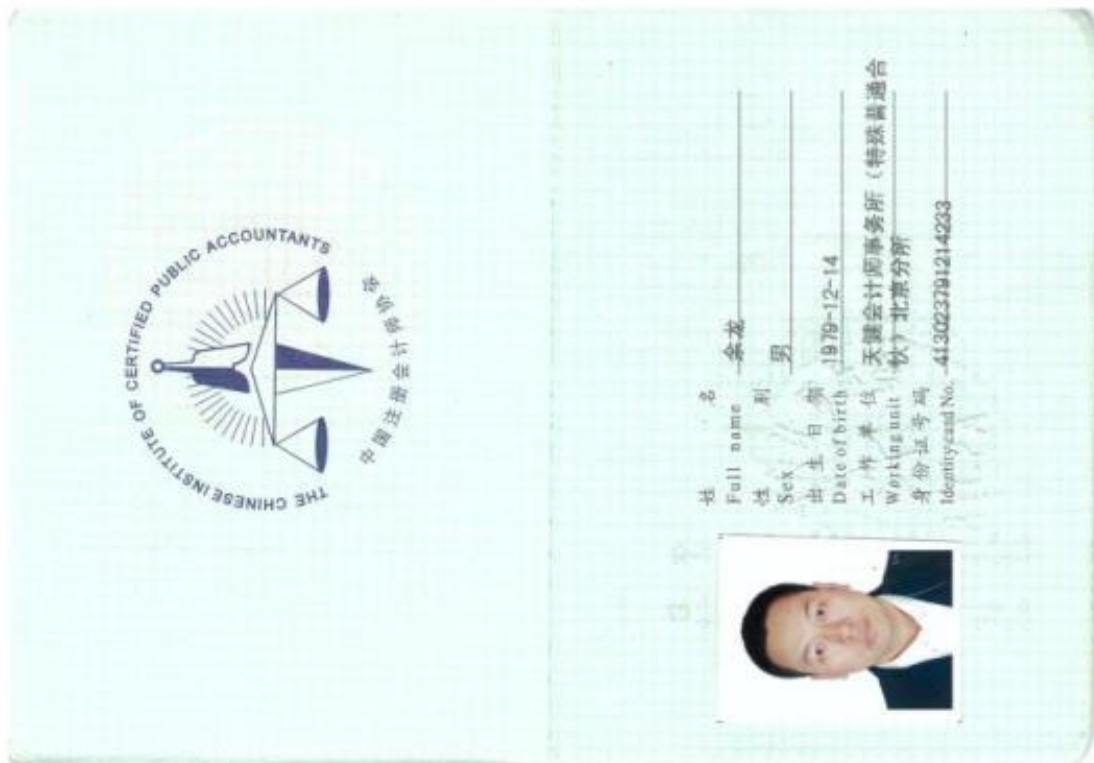 THE CHINESE INSTITUTE OF CERTIFIED PUBLIC ACCOUNTANTS
中国注册会计师协会
姓 名
Full name 余龙
性 别
Sex 男
出 生 日 期
Date of birth 1979-12-14
工 作 单 位 天健会计师事务所（特殊普通合
Working unit 伙）北京分所
身 份 证 号 码
Identity card No. 413023791214233